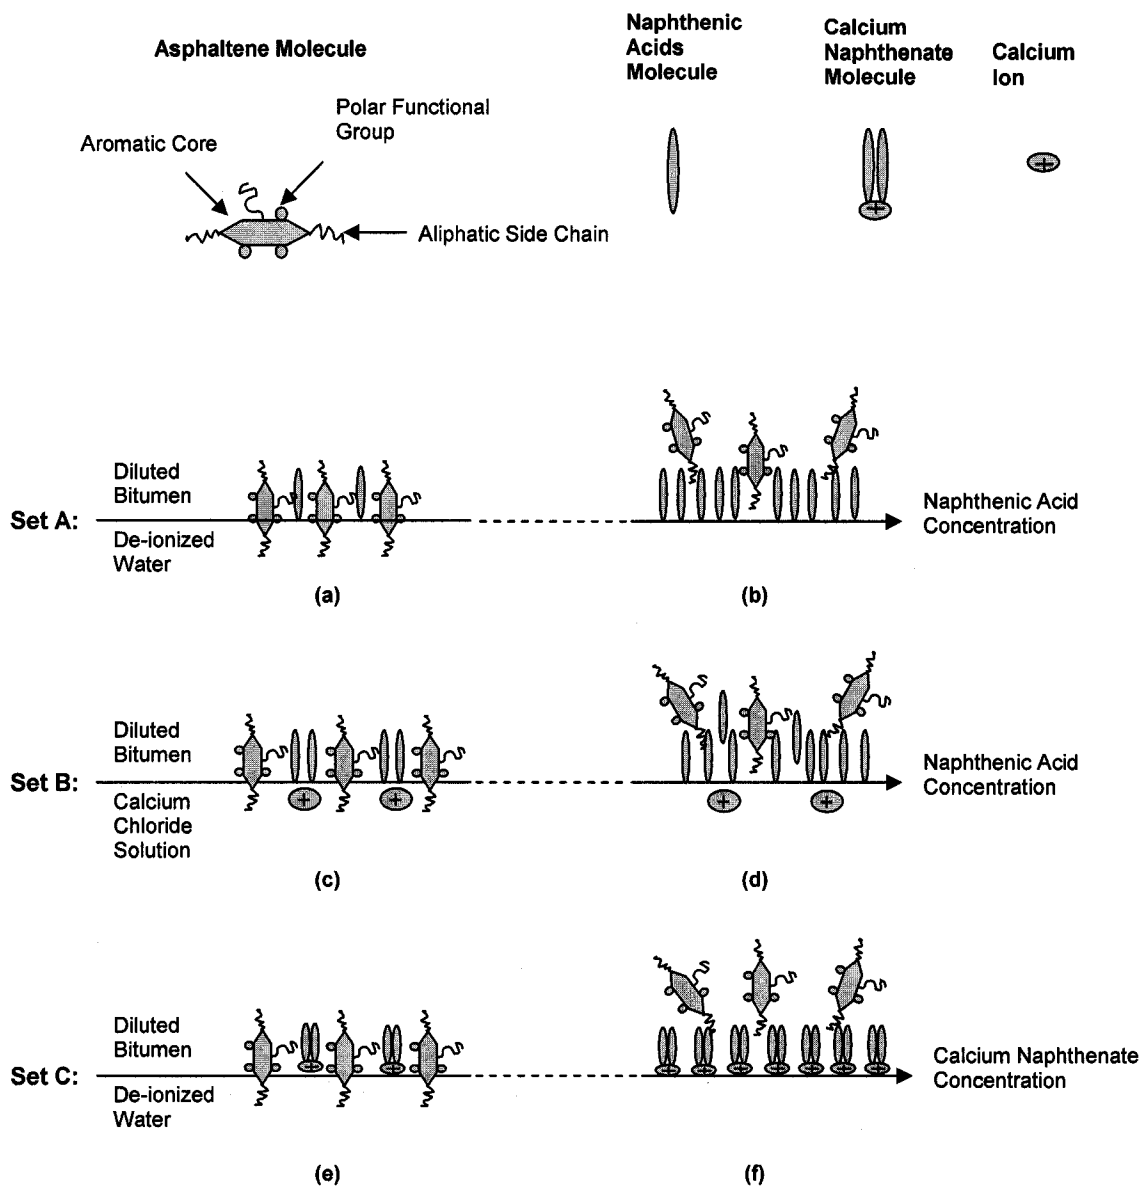 Asphaltene Molecule
Naphthenic
Acids
Molecule
Calcium
Naphthenate
Molecule
Calcium
Ion
Polar Functional
Group
Aromatic Core
Aliphatic Side Chain
+
+
Set A:
Diluted
Bitumen
De-ionized
Water
Naphthenic Acid
Concentration
(a)
(b)
Set B:
Diluted
Bitumen
Calcium
Chloride
Solution
+
+
+
+
Naphthenic Acid
Concentration
(c)
(d)
Set C:
Diluted
Bitumen
De-ionized
Water
+
+
+
+
+
+
+
+
+
Calcium Naphthenate
Concentration
(e)
(f)